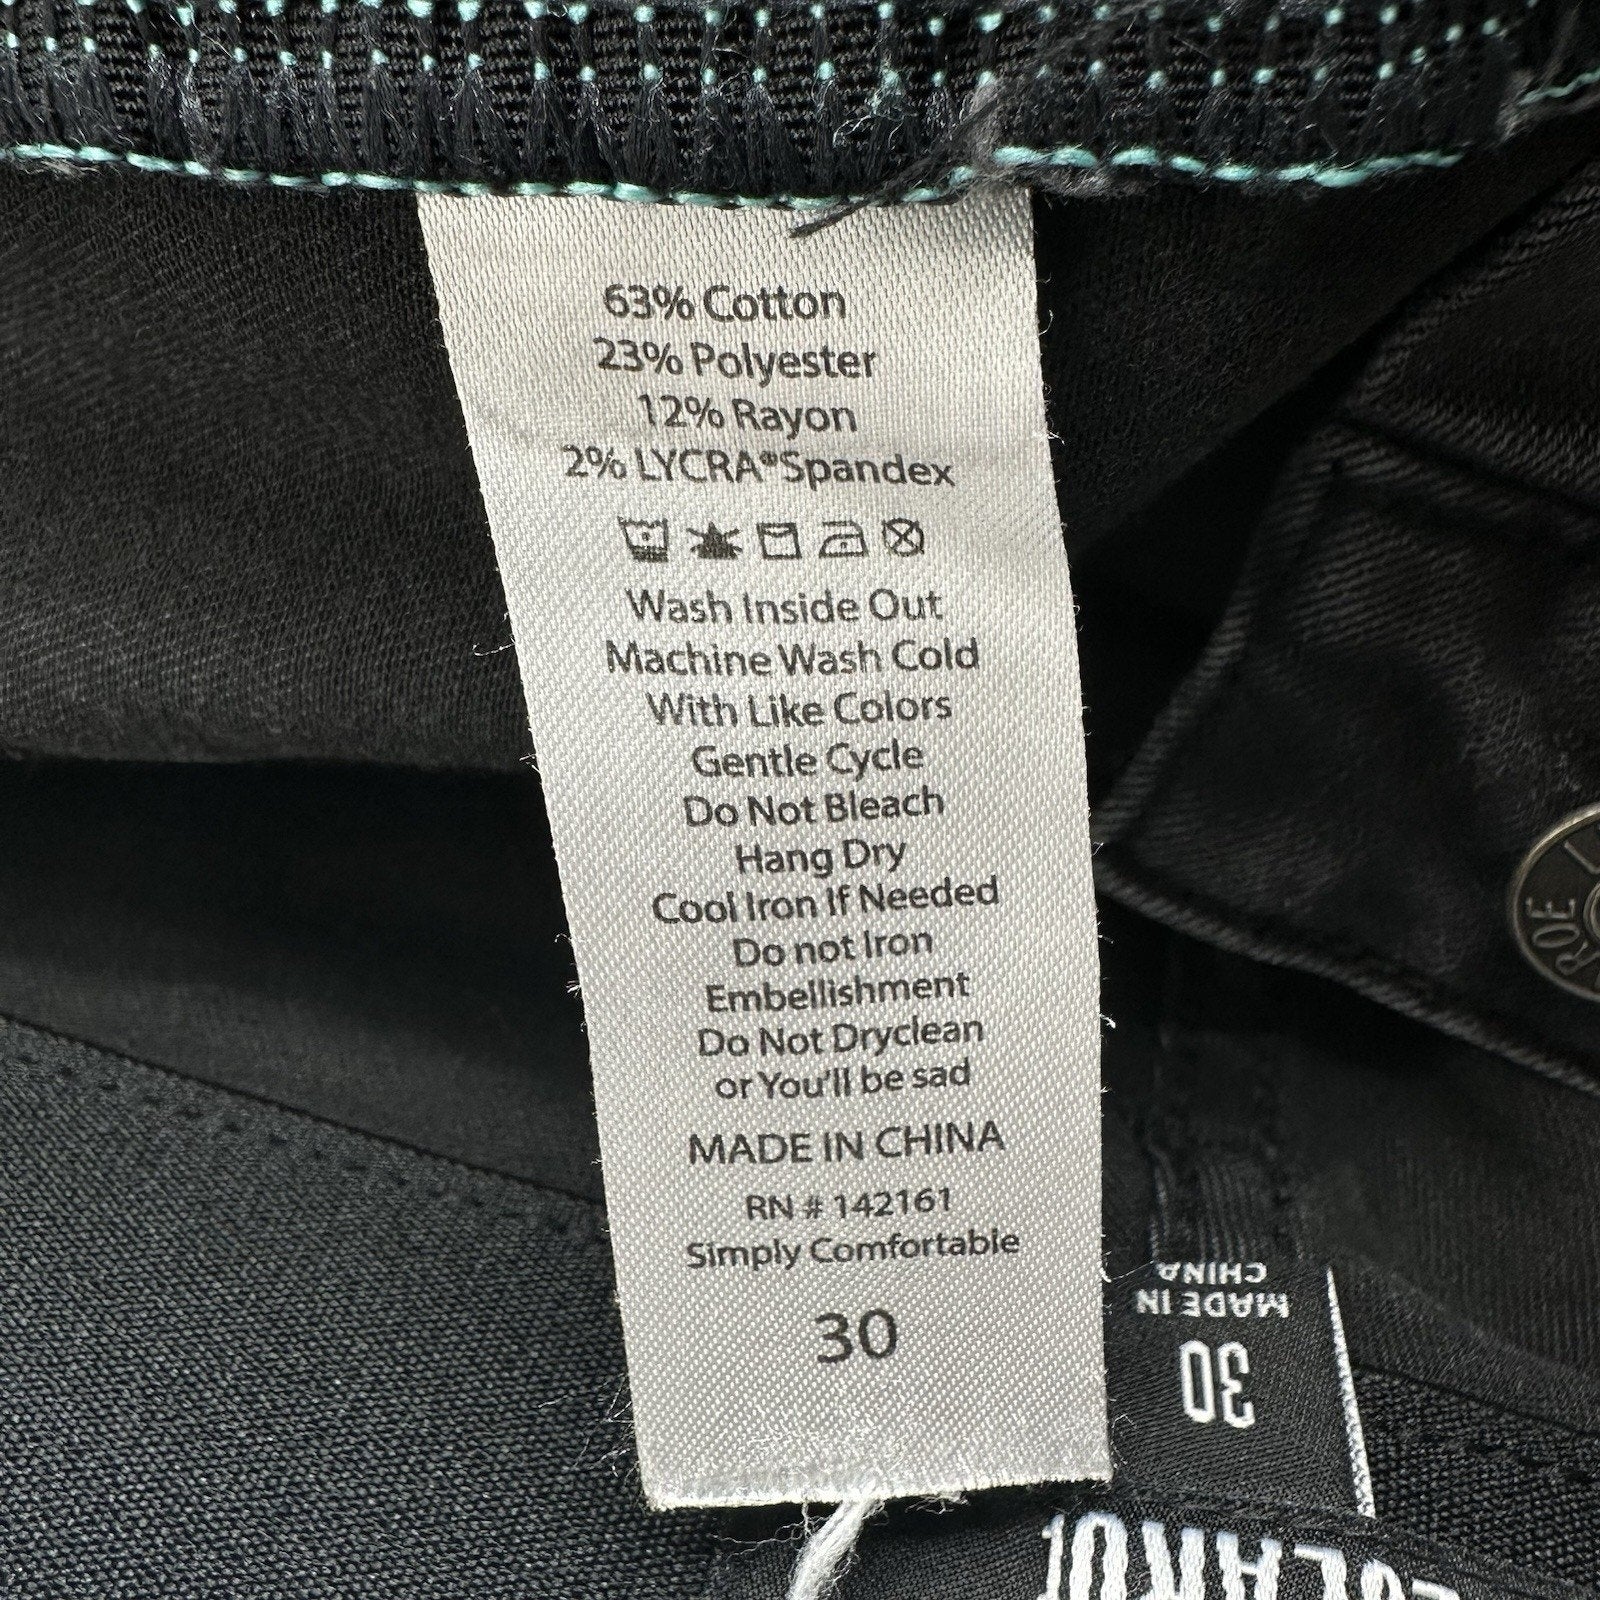 63% Cotton
23% Polyester
12% Rayon
2% LYCRA® Spandex
Wash Inside Out
Machine Wash Cold
With Like Colors
Gentle Cycle
Do Not Bleach
Hang Dry
Cool Iron If Needed
Do not Iron
Embellishment
Do Not Dryclean
or You'll be sad
MADE IN CHINA
RN # 142161
Simply Comfortable
30
30
MADE IN
CHINA